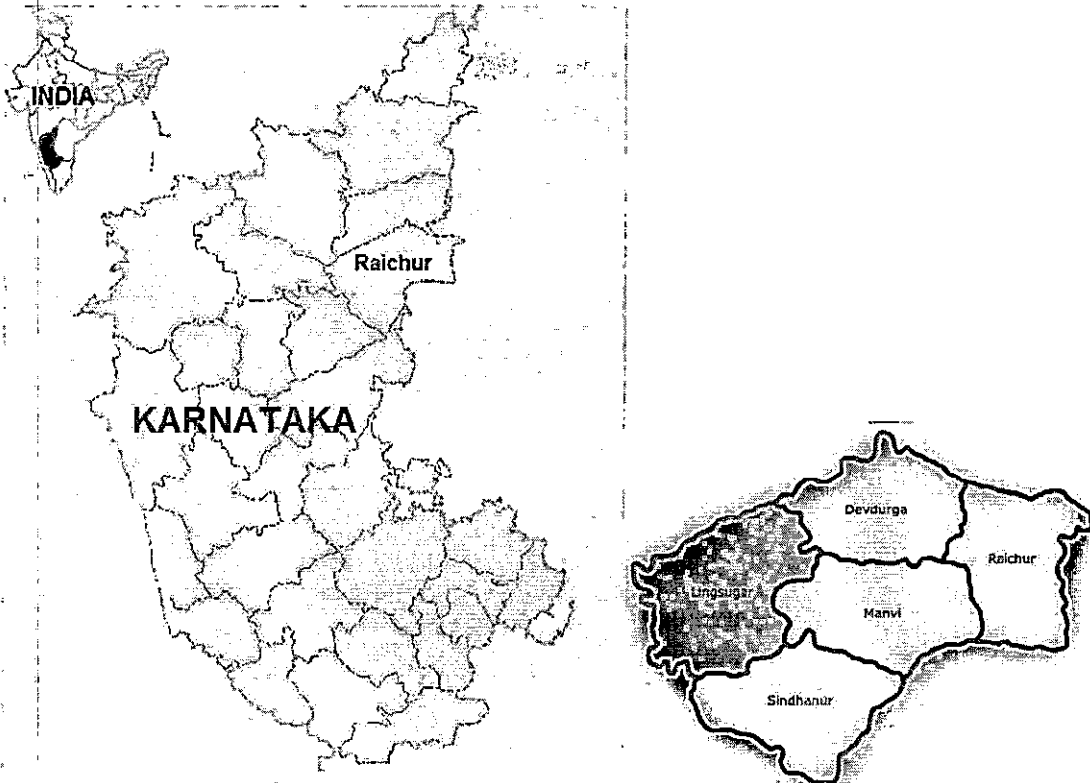 INDIA
Raichur
KARNATAKA
Devdurga
Raichur
Lingsugar
Manvi
Sindhanur